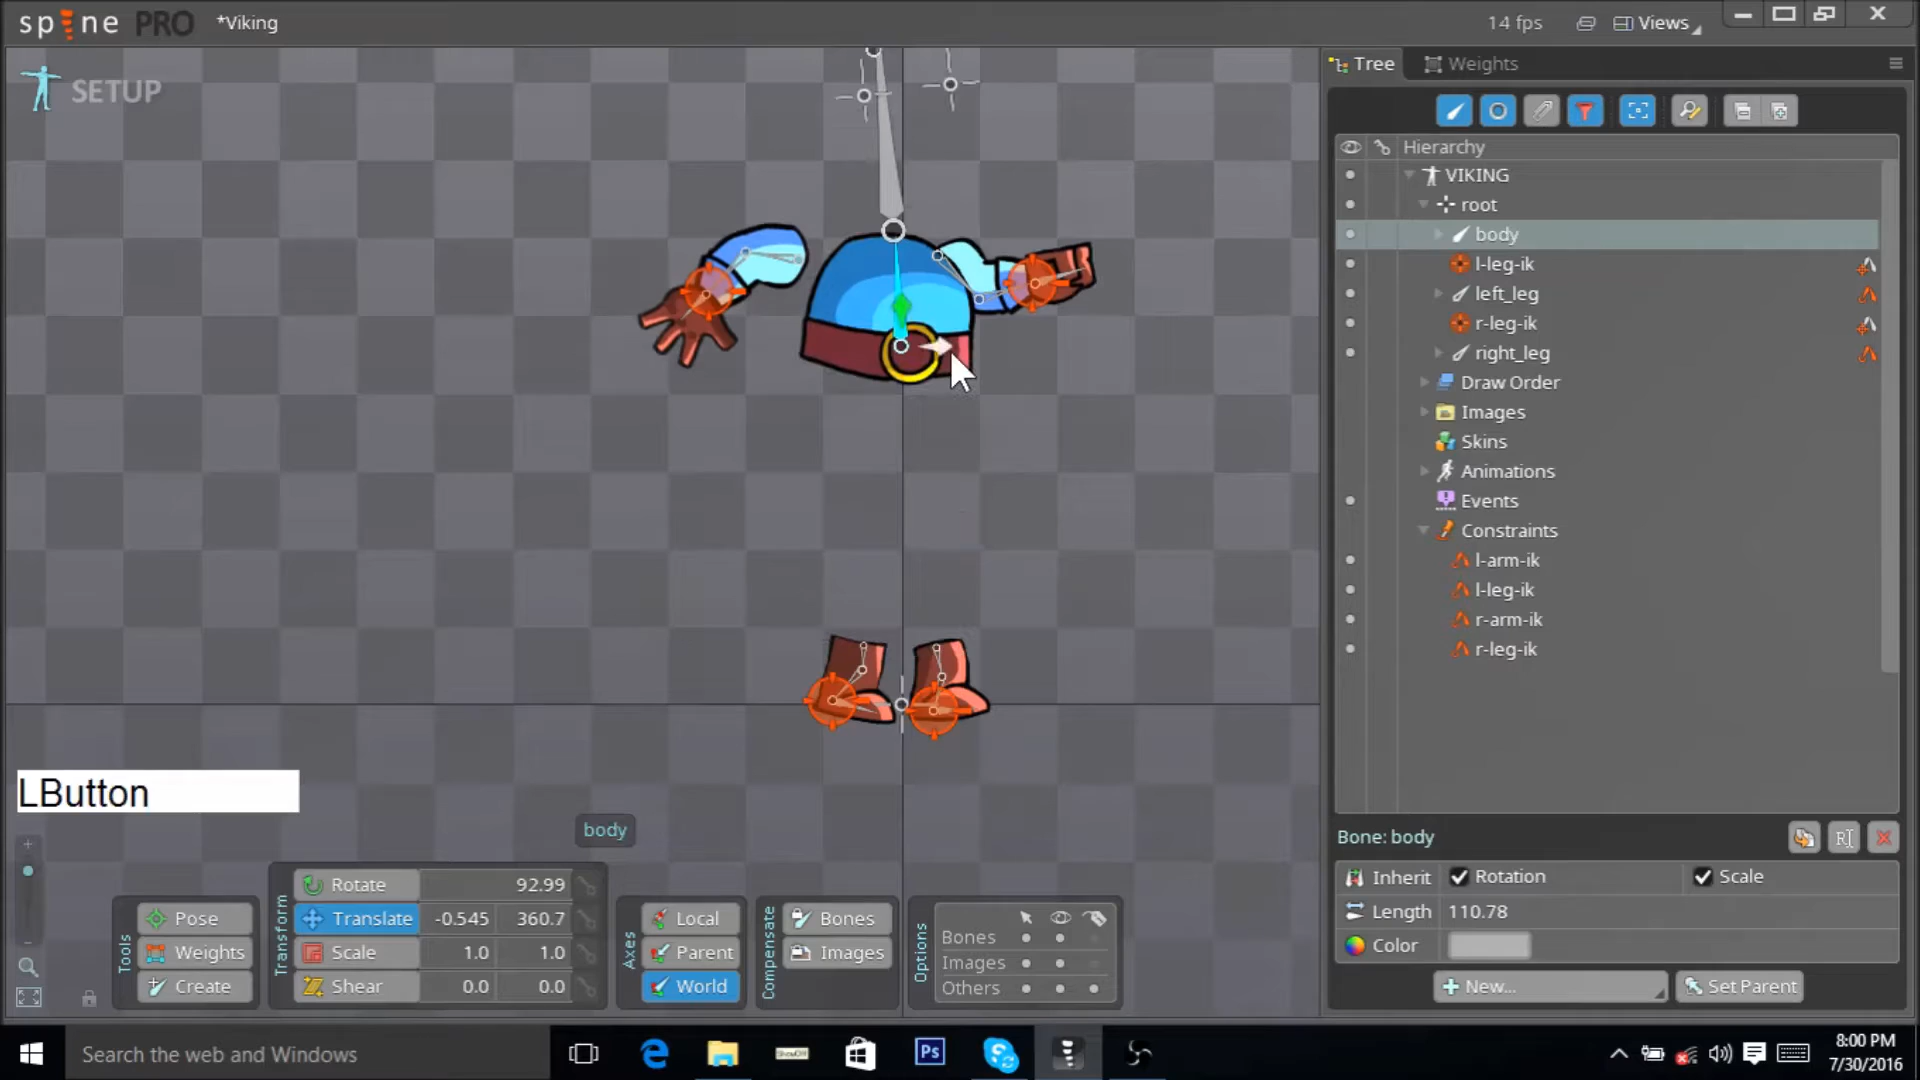 spine PRO
*Viking
14 fps
Views
SETUP
Tree
Weights
Hierarchy
VIKING
root
body
l-leg-ik
left_leg
r-leg-ik
right_leg
Draw Order
Images
Skins
Animations
Events
Constraints
l-arm-ik
l-leg-ik
r-arm-ik
r-leg-ik
LButton
body
Tools
Pose
Weights
Create
Transform
Rotate 92.99
Translate -0.545 360.7
Scale 1.0 1.0
Shear 0.0 0.0
Axes
Local
Parent
World
Compensate
Bones
Images
Options
Bones
Images
Others
Bone: body
Inherit Rotation Scale
Length 110.78
Color
New...
Set Parent
Search the web and Windows
Ps
8:00 PM
7/30/2016